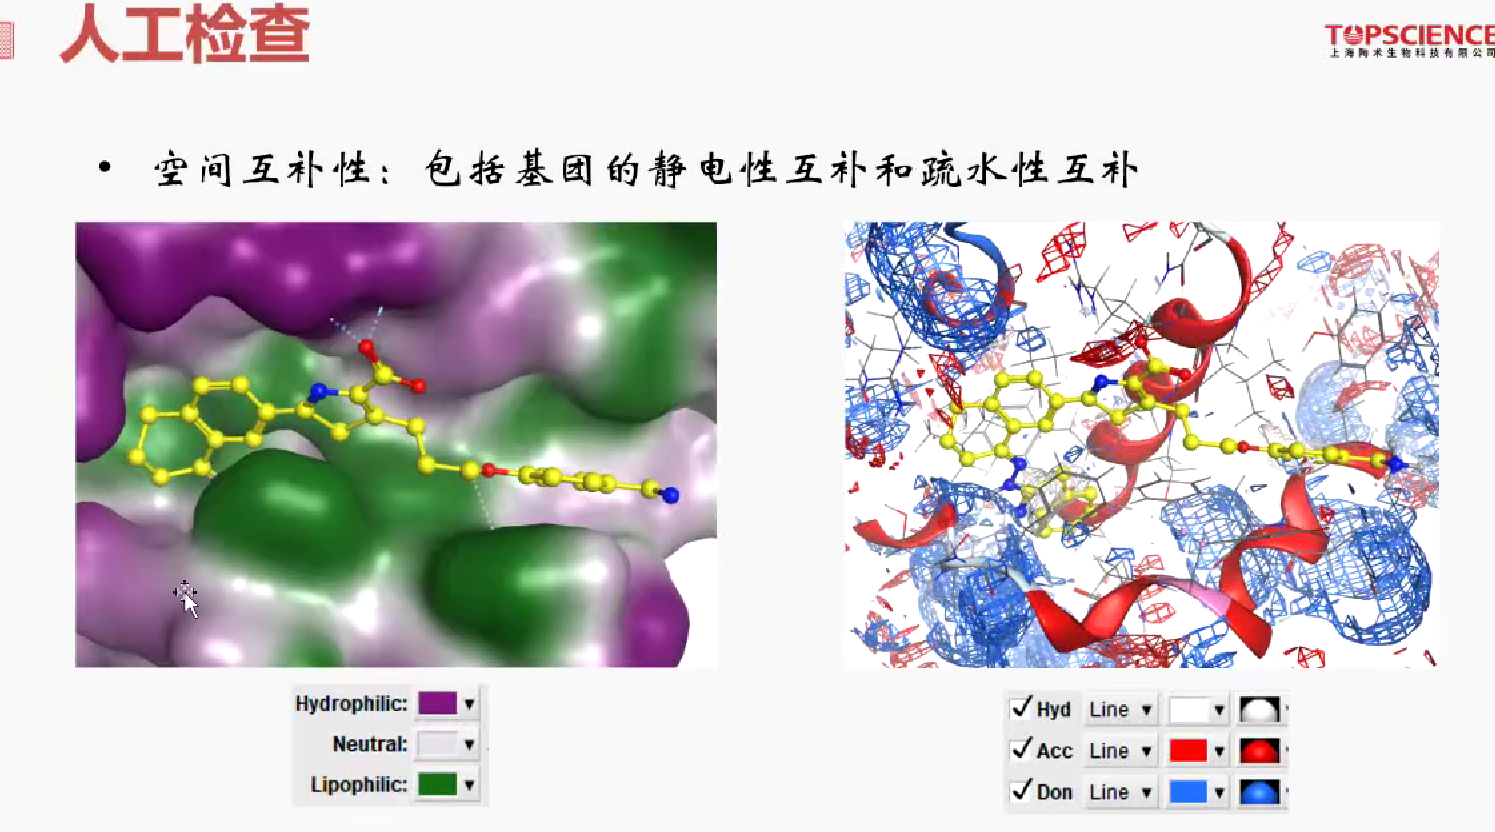 人工检查
TOPSCIENCE
上海陶术生物科技有限公司
• 空间互补性：包括基团的静电性互补和疏水性互补
Hydrophilic:
Neutral:
Lipophilic:
Hyd Line
Acc Line
Don Line